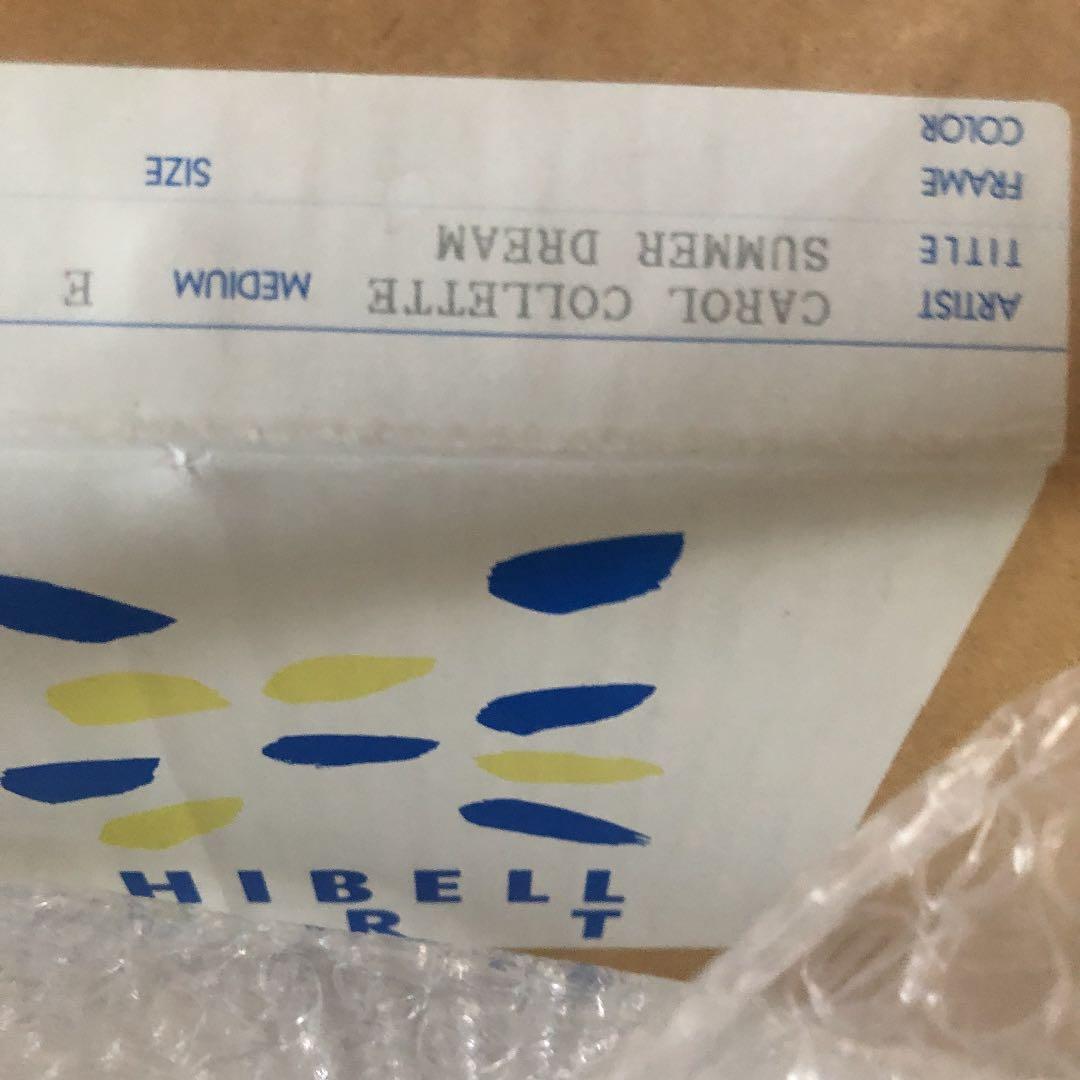 ARTIST CAROL COLLETTE MEDIUM E
TITLE SUMMER DREAM
FRAME SIZE
COLOR
HIBELL
R T